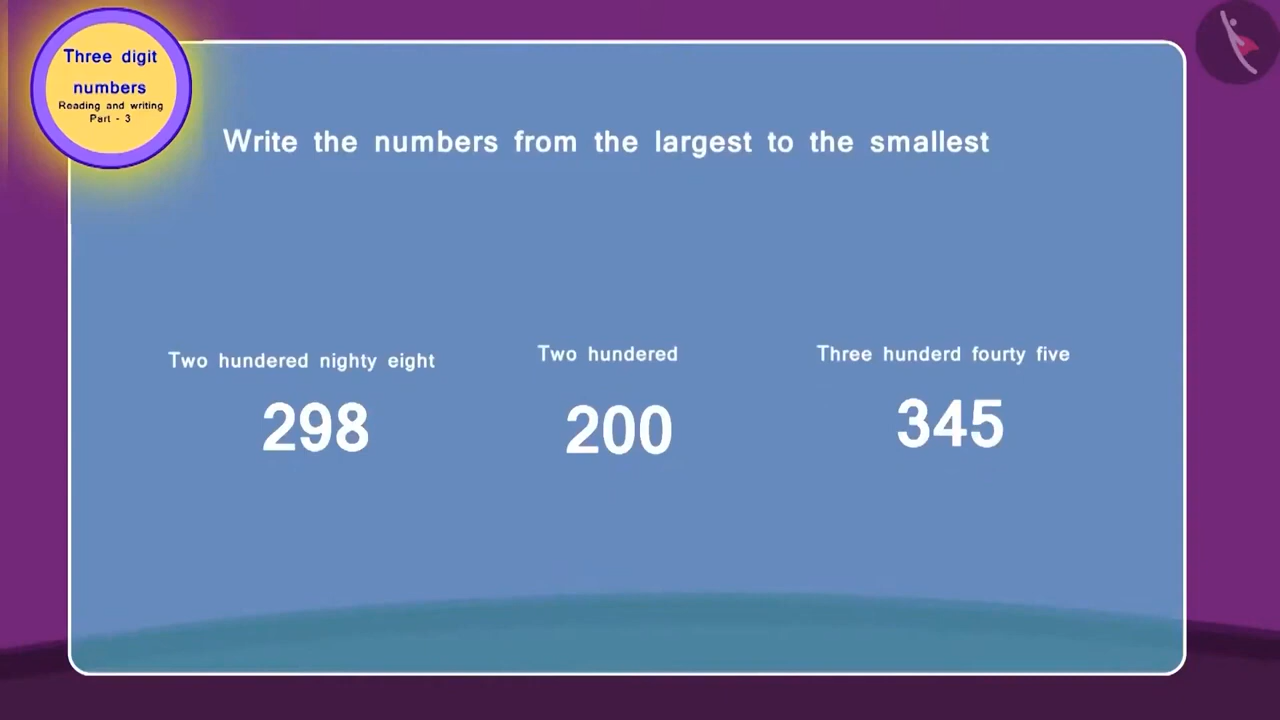 Three digit
numbers
Reading and writing
Part - 3
Write the numbers from the largest to the smallest
Two hundered nighty eight
Two hundered
Three hunderd fourty five
298
200
345